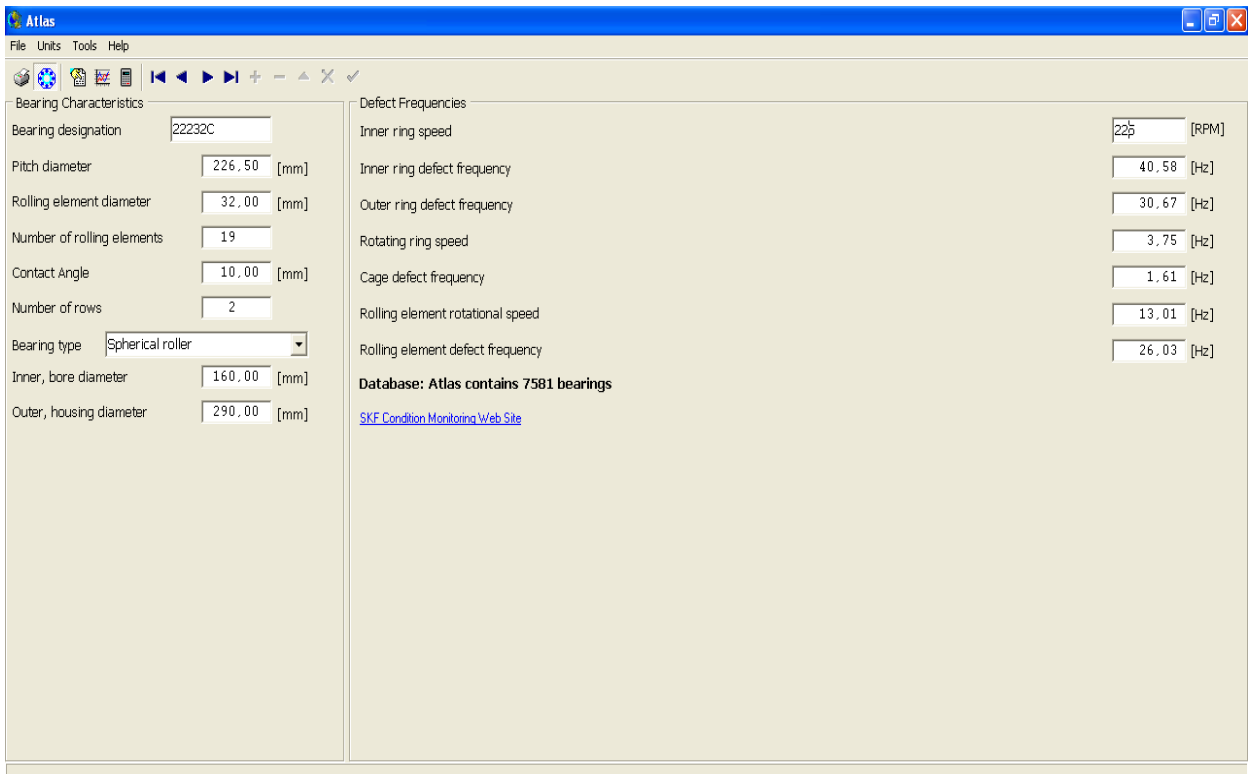 Atlas
File Units Tools Help
Bearing Characteristics
Bearing designation 22232C
Pitch diameter 226,50 [mm]
Rolling element diameter 32,00 [mm]
Number of rolling elements 19
Contact Angle 10,00 [mm]
Number of rows 2
Bearing type Spherical roller
Inner, bore diameter 160,00 [mm]
Outer, housing diameter 290,00 [mm]
Defect Frequencies
Inner ring speed 225 [RPM]
Inner ring defect frequency 40,58 [Hz]
Outer ring defect frequency 30,67 [Hz]
Rotating ring speed 3,75 [Hz]
Cage defect frequency 1,61 [Hz]
Rolling element rotational speed 13,01 [Hz]
Rolling element defect frequency 26,03 [Hz]
Database: Atlas contains 7581 bearings
SKF Condition Monitoring Web Site